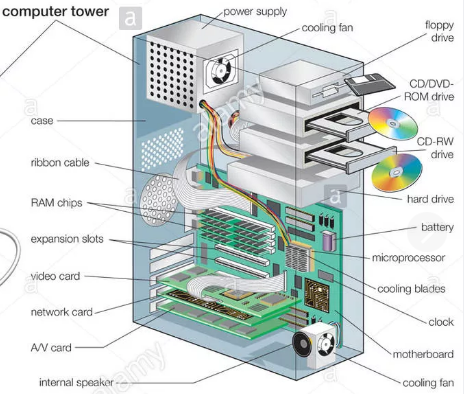 computer tower
power supply
cooling fan
floppy
drive
CD/DVD-
ROM drive
CD-RW
drive
hard drive
battery
microprocessor
cooling blades
clock
motherboard
cooling fan
case
ribbon cable
RAM chips
expansion slots
video card
network card
A/V card
internal speaker
a
alamy
a
alamy